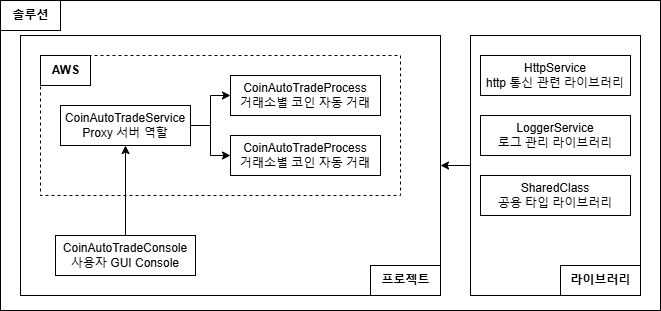 솔루션
AWS
CoinAutoTradeService
Proxy 서버 역할
CoinAutoTradeProcess
거래소별 코인 자동 거래
CoinAutoTradeProcess
거래소별 코인 자동 거래
CoinAutoTradeConsole
사용자 GUI Console
프로젝트
HttpService
http 통신 관련 라이브러리
LoggerService
로그 관리 라이브러리
SharedClass
공용 타입 라이브러리
라이브러리